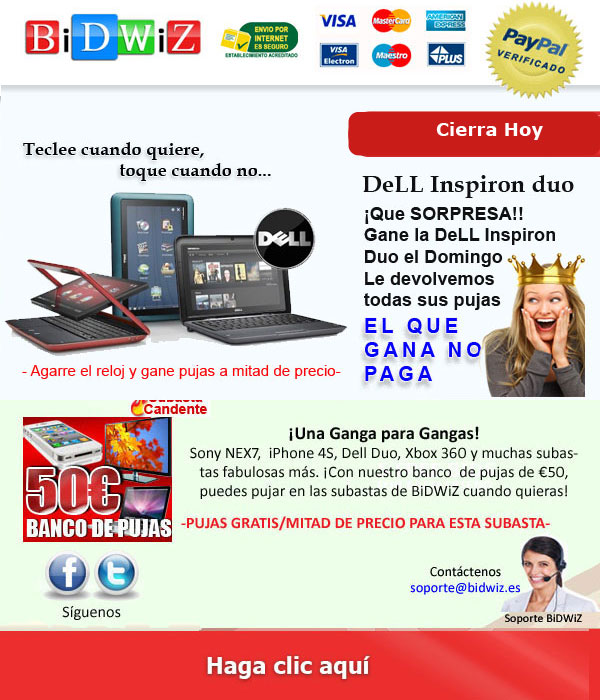 BiDWiZ
ENVIO POR
INTERNET
ES SEGURO
ESTABLECIMIENTO ACREDITADO
VISA
MasterCard
AMERICAN EXPRESS
VISA
Electron
Maestro
PLUS
PayPal
VERIFICADO
Cierra Hoy
Teclee cuando quiere,
toque cuando no...
DELL
DeLL Inspiron duo
¡Que SORPRESA!!
Gane la DeLL Inspiron
Duo el Domingo
Le devolvemos
todas sus pujas
EL QUE
GANA NO
PAGA
- Agarre el reloj y gane pujas a mitad de precio-
Subasta
Candente
50€
BANCO DE PUJAS
¡Una Ganga para Gangas!
Sony NEX7, iPhone 4S, Dell Duo, Xbox 360 y muchas subas-
tas fabulosas más. ¡Con nuestro banco de pujas de €50,
puedes pujar en las subastas de BiDWiZ cuando quieras!
-PUJAS GRATIS/MITAD DE PRECIO PARA ESTA SUBASTA-
f
t
Síguenos
Contáctenos
soporte@bidwiz.es
Soporte BiDWiZ
Haga clic aquí